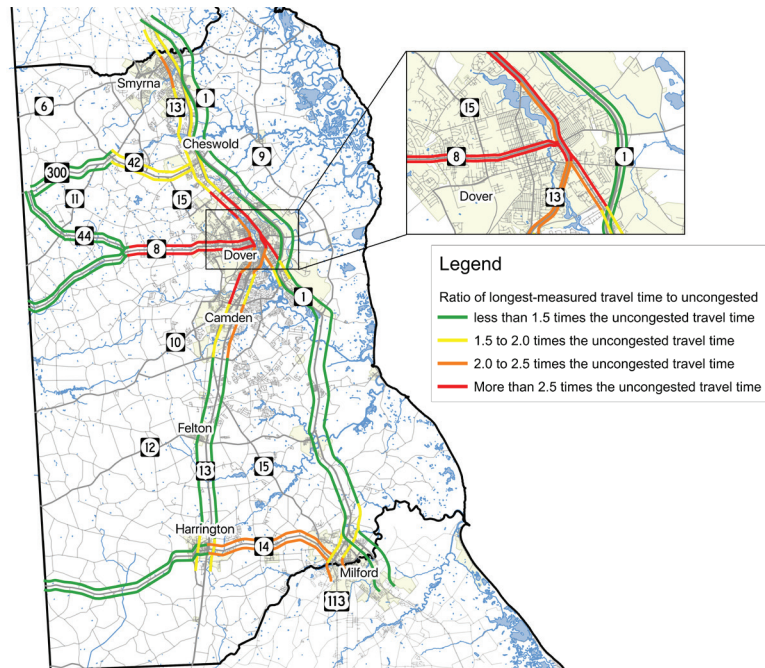 Smyrna
6
13
1
Cheswold
9
42
300
11
15
44
8
Dover
1
Camden
10
Felton
12
13
15
Harrington
14
Milford
113
15
8
1
13
Dover
Legend
Ratio of longest-measured travel time to uncongested
less than 1.5 times the uncongested travel time
1.5 to 2.0 times the uncongested travel time
2.0 to 2.5 times the uncongested travel time
More than 2.5 times the uncongested travel time